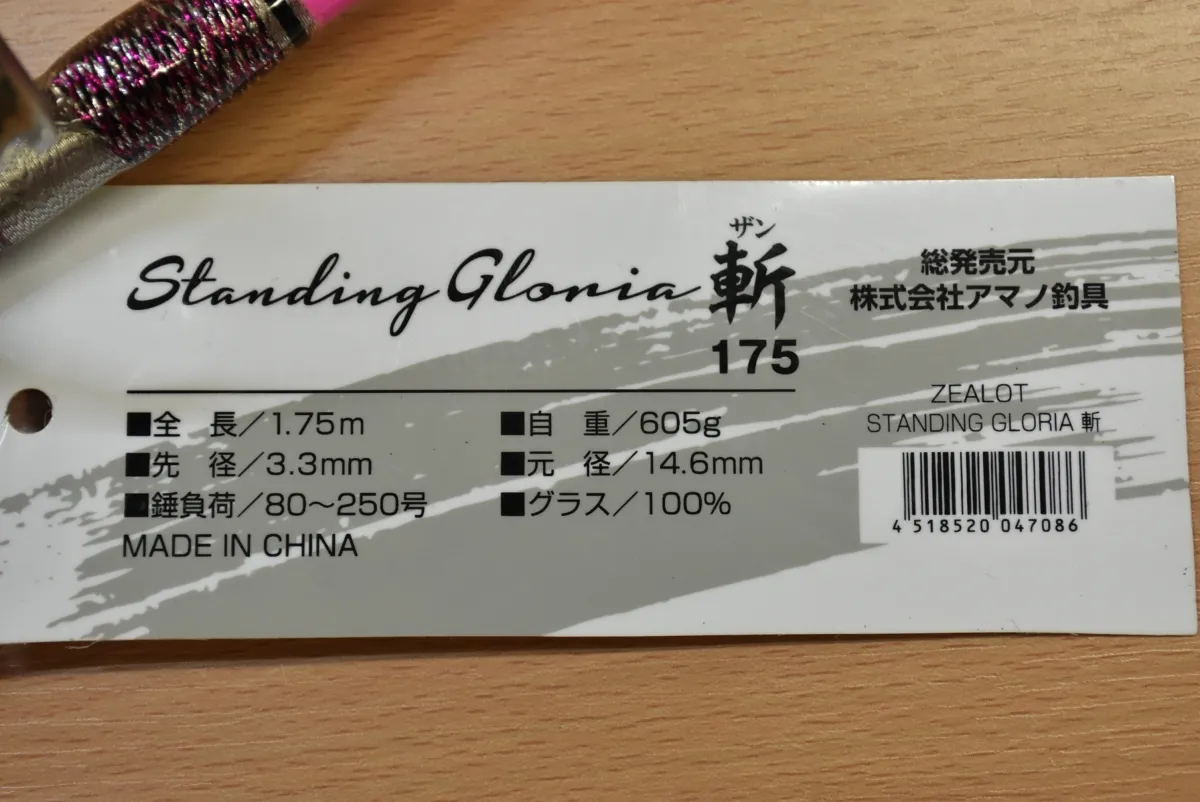 Standing Gloria 斬
ザン
175
■全　長／1.75m
■自　重／605g
■先　径／3.3mm
■元　径／14.6mm
■錘負荷／80〜250号
■グラス／100%
MADE IN CHINA
総発売元
株式会社アマノ釣具
ZEALOT
STANDING GLORIA 斬
4 518520 047086